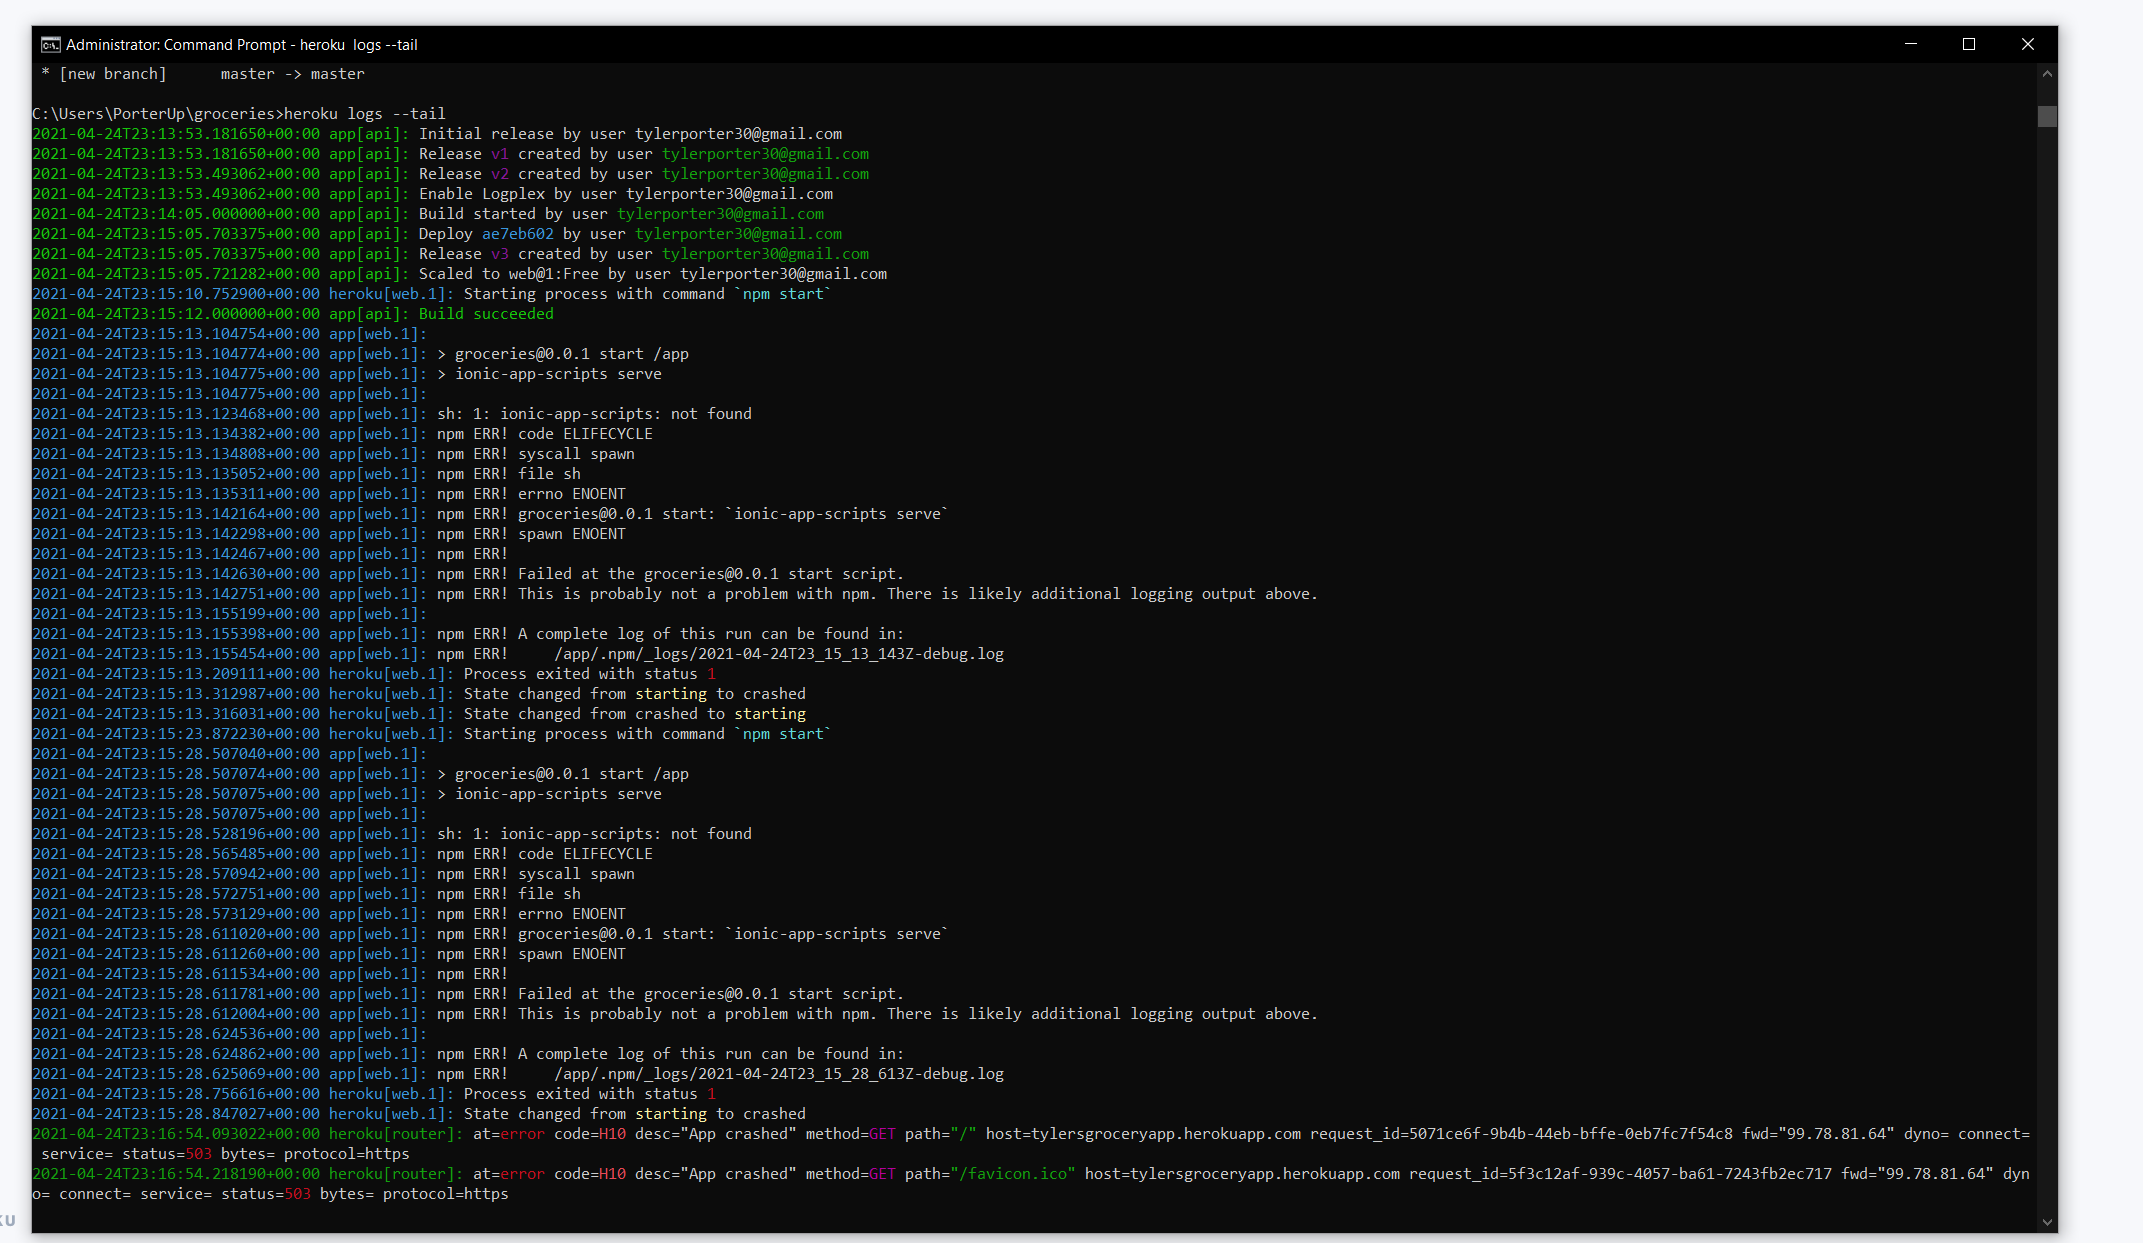 Administrator: Command Prompt - heroku  logs --tail
 * [new branch]      master -> master
C:\Users\PorterUp\groceries>heroku logs --tail
2021-04-24T23:13:53.181650+00:00 app[api]: Initial release by user tylerporter30@gmail.com
2021-04-24T23:13:53.181650+00:00 app[api]: Release v1 created by user tylerporter30@gmail.com
2021-04-24T23:13:53.493062+00:00 app[api]: Release v2 created by user tylerporter30@gmail.com
2021-04-24T23:13:53.493062+00:00 app[api]: Enable Logplex by user tylerporter30@gmail.com
2021-04-24T23:14:05.000000+00:00 app[api]: Build started by user tylerporter30@gmail.com
2021-04-24T23:15:05.703375+00:00 app[api]: Deploy ae7eb602 by user tylerporter30@gmail.com
2021-04-24T23:15:05.703375+00:00 app[api]: Release v3 created by user tylerporter30@gmail.com
2021-04-24T23:15:05.721282+00:00 app[api]: Scaled to web@1:Free by user tylerporter30@gmail.com
2021-04-24T23:15:10.752900+00:00 heroku[web.1]: Starting process with command `npm start`
2021-04-24T23:15:12.000000+00:00 app[api]: Build succeeded
2021-04-24T23:15:13.104754+00:00 app[web.1]:
2021-04-24T23:15:13.104774+00:00 app[web.1]: > groceries@0.0.1 start /app
2021-04-24T23:15:13.104775+00:00 app[web.1]: > ionic-app-scripts serve
2021-04-24T23:15:13.104775+00:00 app[web.1]:
2021-04-24T23:15:13.123468+00:00 app[web.1]: sh: 1: ionic-app-scripts: not found
2021-04-24T23:15:13.134382+00:00 app[web.1]: npm ERR! code ELIFECYCLE
2021-04-24T23:15:13.134808+00:00 app[web.1]: npm ERR! syscall spawn
2021-04-24T23:15:13.135052+00:00 app[web.1]: npm ERR! file sh
2021-04-24T23:15:13.135311+00:00 app[web.1]: npm ERR! errno ENOENT
2021-04-24T23:15:13.142164+00:00 app[web.1]: npm ERR! groceries@0.0.1 start: `ionic-app-scripts serve`
2021-04-24T23:15:13.142298+00:00 app[web.1]: npm ERR! spawn ENOENT
2021-04-24T23:15:13.142467+00:00 app[web.1]: npm ERR!
2021-04-24T23:15:13.142630+00:00 app[web.1]: npm ERR! Failed at the groceries@0.0.1 start script.
2021-04-24T23:15:13.142751+00:00 app[web.1]: npm ERR! This is probably not a problem with npm. There is likely additional logging output above.
2021-04-24T23:15:13.155199+00:00 app[web.1]:
2021-04-24T23:15:13.155398+00:00 app[web.1]: npm ERR! A complete log of this run can be found in:
2021-04-24T23:15:13.155454+00:00 app[web.1]: npm ERR!     /app/.npm/_logs/2021-04-24T23_15_13_143Z-debug.log
2021-04-24T23:15:13.209111+00:00 heroku[web.1]: Process exited with status 1
2021-04-24T23:15:13.312987+00:00 heroku[web.1]: State changed from starting to crashed
2021-04-24T23:15:13.316031+00:00 heroku[web.1]: State changed from crashed to starting
2021-04-24T23:15:23.872230+00:00 heroku[web.1]: Starting process with command `npm start`
2021-04-24T23:15:28.507040+00:00 app[web.1]:
2021-04-24T23:15:28.507074+00:00 app[web.1]: > groceries@0.0.1 start /app
2021-04-24T23:15:28.507075+00:00 app[web.1]: > ionic-app-scripts serve
2021-04-24T23:15:28.507075+00:00 app[web.1]:
2021-04-24T23:15:28.528196+00:00 app[web.1]: sh: 1: ionic-app-scripts: not found
2021-04-24T23:15:28.565485+00:00 app[web.1]: npm ERR! code ELIFECYCLE
2021-04-24T23:15:28.570942+00:00 app[web.1]: npm ERR! syscall spawn
2021-04-24T23:15:28.572751+00:00 app[web.1]: npm ERR! file sh
2021-04-24T23:15:28.573129+00:00 app[web.1]: npm ERR! errno ENOENT
2021-04-24T23:15:28.611020+00:00 app[web.1]: npm ERR! groceries@0.0.1 start: `ionic-app-scripts serve`
2021-04-24T23:15:28.611260+00:00 app[web.1]: npm ERR! spawn ENOENT
2021-04-24T23:15:28.611534+00:00 app[web.1]: npm ERR!
2021-04-24T23:15:28.611781+00:00 app[web.1]: npm ERR! Failed at the groceries@0.0.1 start script.
2021-04-24T23:15:28.612004+00:00 app[web.1]: npm ERR! This is probably not a problem with npm. There is likely additional logging output above.
2021-04-24T23:15:28.624536+00:00 app[web.1]:
2021-04-24T23:15:28.624862+00:00 app[web.1]: npm ERR! A complete log of this run can be found in:
2021-04-24T23:15:28.625069+00:00 app[web.1]: npm ERR!     /app/.npm/_logs/2021-04-24T23_15_28_613Z-debug.log
2021-04-24T23:15:28.756616+00:00 heroku[web.1]: Process exited with status 1
2021-04-24T23:15:28.847027+00:00 heroku[web.1]: State changed from starting to crashed
2021-04-24T23:16:54.093022+00:00 heroku[router]: at=error code=H10 desc="App crashed" method=GET path="/" host=tylersgroceryapp.herokuapp.com request_id=5071ce6f-9b4b-44eb-bffe-0eb7fc7f54c8 fwd="99.78.81.64" dyno= connect=
 service= status=503 bytes= protocol=https
2021-04-24T23:16:54.218190+00:00 heroku[router]: at=error code=H10 desc="App crashed" method=GET path="/favicon.ico" host=tylersgroceryapp.herokuapp.com request_id=5f3c12af-939c-4057-ba61-7243fb2ec717 fwd="99.78.81.64" dyn
o= connect= service= status=503 bytes= protocol=https
KU